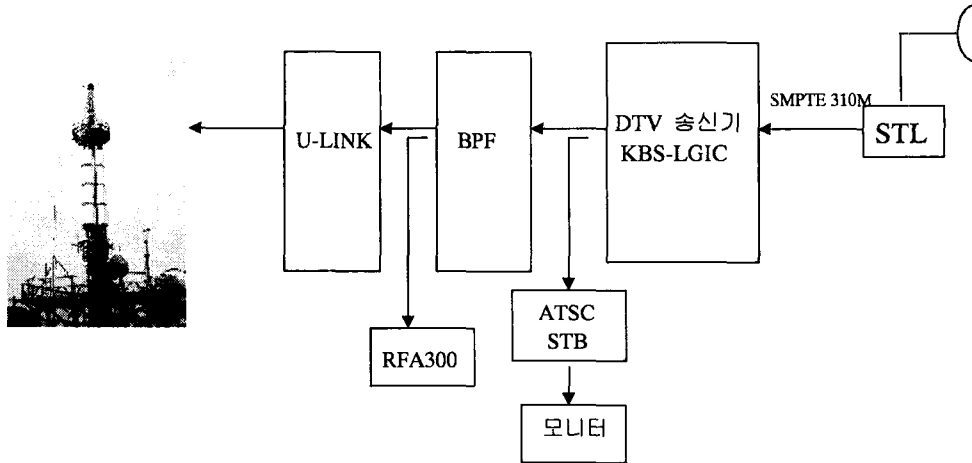 U-LINK
BPF
DTV 송신기
KBS-LGIC
SMPTE 310M
STL
RFA300
ATSC
STB
모니터